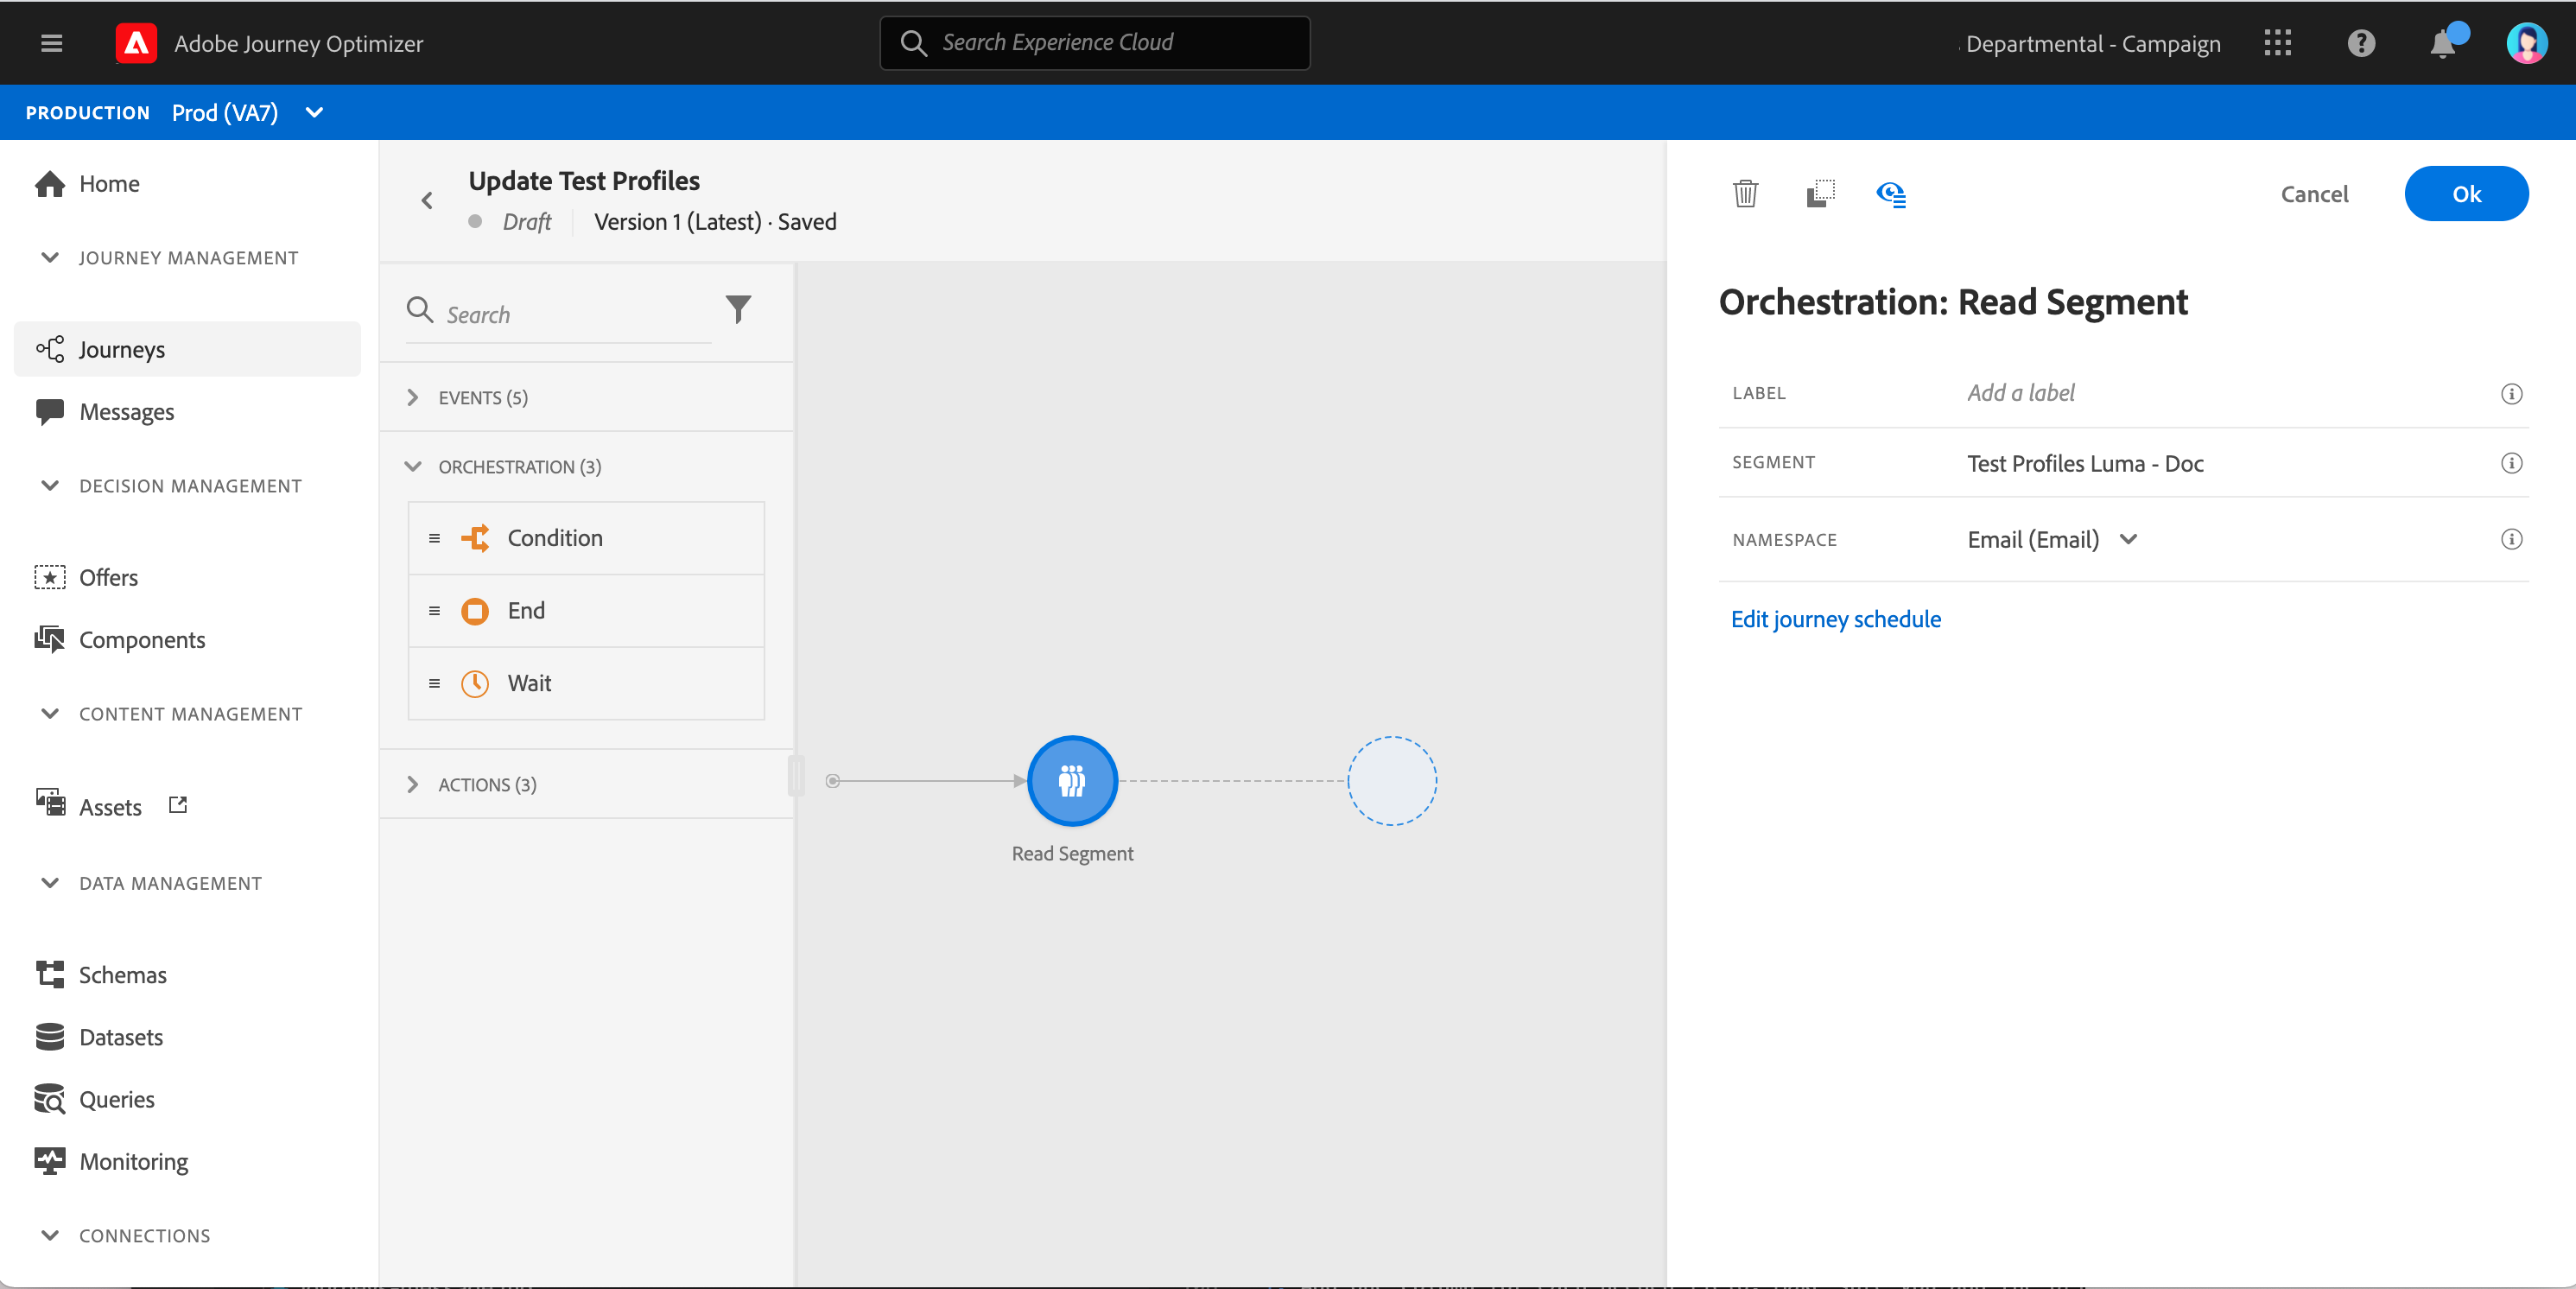 Adobe Journey Optimizer
Search Experience Cloud
Departmental - Campaign
PRODUCTION Prod (VA7)
Home
JOURNEY MANAGEMENT
Journeys
Messages
DECISION MANAGEMENT
Offers
Components
CONTENT MANAGEMENT
Assets
DATA MANAGEMENT
Schemas
Datasets
Queries
Monitoring
CONNECTIONS
Update Test Profiles
Draft Version 1 (Latest) · Saved
Search
EVENTS (5)
ORCHESTRATION (3)
Condition
End
Wait
ACTIONS (3)
Read Segment
Cancel Ok
Orchestration: Read Segment
LABEL Add a label
SEGMENT Test Profiles Luma - Doc
NAMESPACE Email (Email)
Edit journey schedule